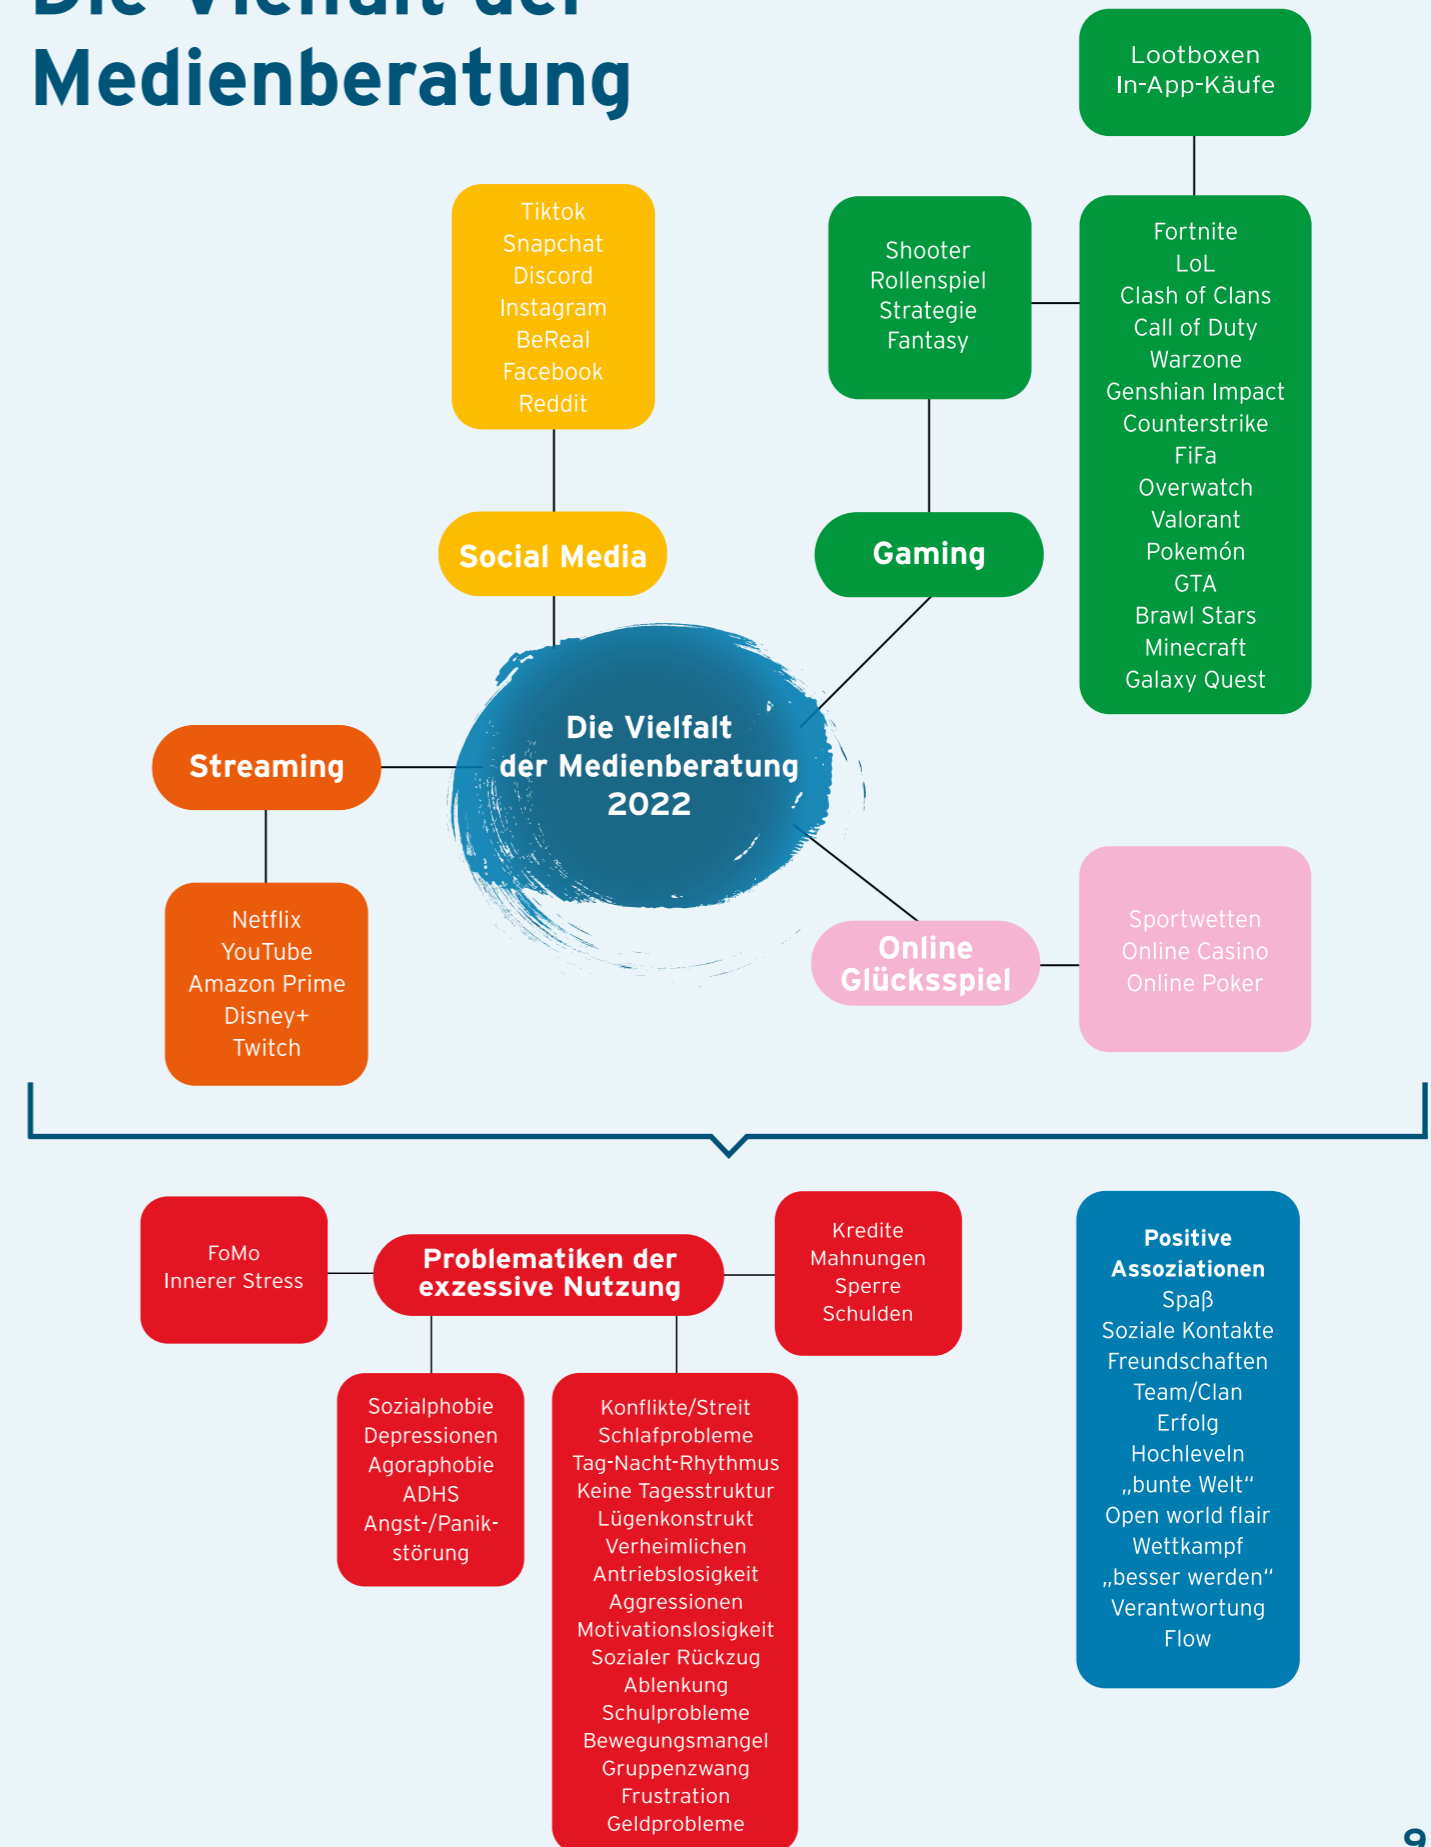 Die Vielfalt der
Medienberatung
Lootboxen
In-App-Käufe
Tiktok
Snapchat
Discord
Instagram
BeReal
Facebook
Reddit
Shooter
Rollenspiel
Strategie
Fantasy
Fortnite
LoL
Clash of Clans
Call of Duty
Warzone
Genshian Impact
Counterstrike
FiFa
Overwatch
Valorant
Pokemón
GTA
Brawl Stars
Minecraft
Galaxy Quest
Social Media
Gaming
Die Vielfalt
der Medienberatung
2022
Streaming
Netflix
YouTube
Amazon Prime
Disney+
Twitch
Online
Glücksspiel
Sportwetten
Online Casino
Online Poker
FoMo
Innerer Stress
Problematiken der
exzessive Nutzung
Kredite
Mahnungen
Sperre
Schulden
Sozialphobie
Depressionen
Agoraphobie
ADHS
Angst-/Panik-
störung
Konflikte/Streit
Schlafprobleme
Tag-Nacht-Rhythmus
Keine Tagesstruktur
Lügenkonstrukt
Verheimlichen
Antriebslosigkeit
Aggressionen
Motivationslosigkeit
Sozialer Rückzug
Ablenkung
Schulprobleme
Bewegungsmangel
Gruppenzwang
Frustration
Geldprobleme
Positive
Assoziationen
Spaß
Soziale Kontakte
Freundschaften
Team/Clan
Erfolg
Hochleveln
„bunte Welt“
Open world flair
Wettkampf
„besser werden“
Verantwortung
Flow
9